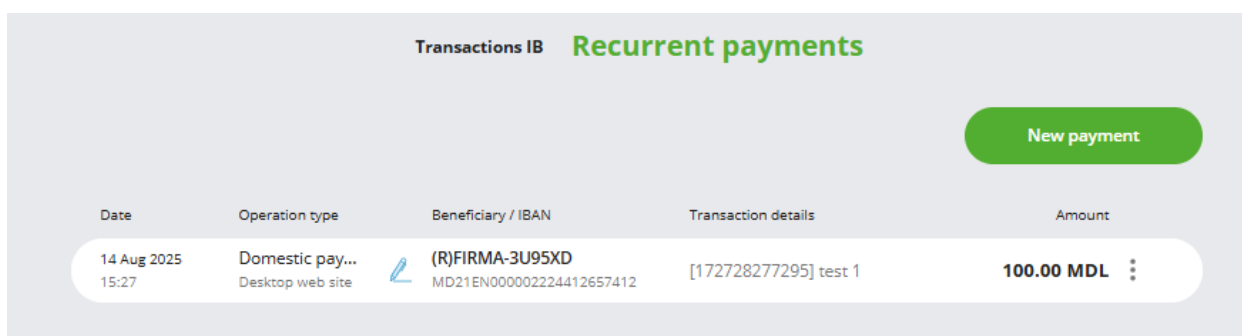 Transactions IB Recurrent payments
New payment
Date Operation type Beneficiary / IBAN Transaction details Amount
14 Aug 2025 Domestic pay... (R)FIRMA-3U95XD [172728277295] test 1 100.00 MDL
15:27 Desktop web site MD21EN000002224412657412